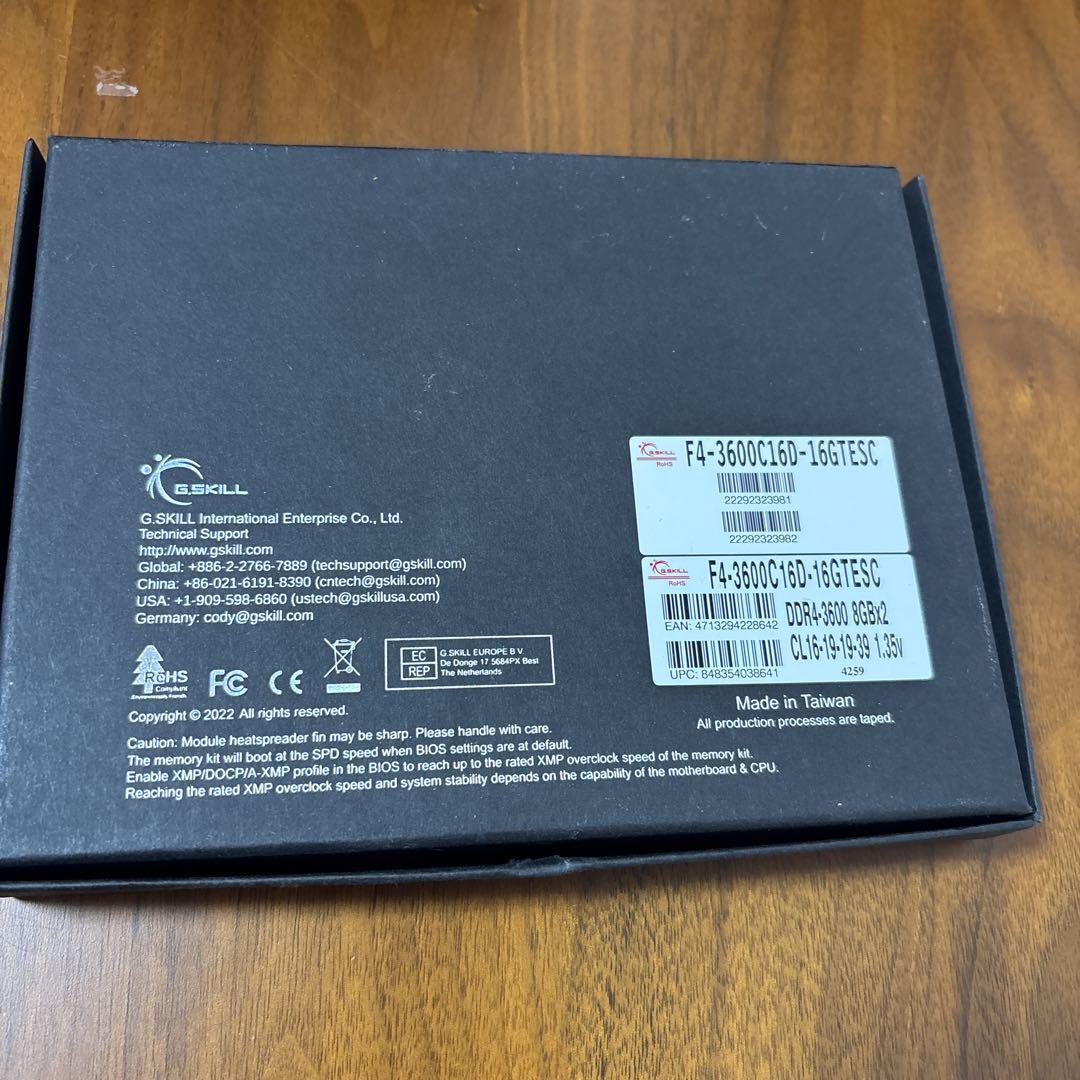 G.SKILL
G.SKILL International Enterprise Co., Ltd.
Technical Support
http://www.gskill.com
Global: +886-2-2766-7889 (techsupport@gskill.com)
China: +86-021-6191-8390 (cntech@gskill.com)
USA: +1-909-598-6860 (ustech@gskillusa.com)
Germany: cody@gskill.com
RoHS
Compliant
Environmentally Friendly
FC
CE
EC
REP
G.SKILL EUROPE B.V.
De Donge 17 5684PX Best
The Netherlands
Copyright © 2022 All rights reserved.
Caution: Module heatspreader fin may be sharp. Please handle with care.
The memory kit will boot at the SPD speed when BIOS settings are at default.
Enable XMP/DOCP/A-XMP profile in the BIOS to reach up to the rated XMP overclock speed of the memory kit.
Reaching the rated XMP overclock speed and system stability depends on the capability of the motherboard & CPU.
G.SKILL
RoHS
F4-3600C16D-16GTESC
22292323981
22292323982
G.SKILL
RoHS
F4-3600C16D-16GTESC
EAN: 4713294228642
DDR4-3600 8GBx2
CL16-19-19-39 1.35v
UPC: 848354038641
4259
Made in Taiwan
All production processes are taped.